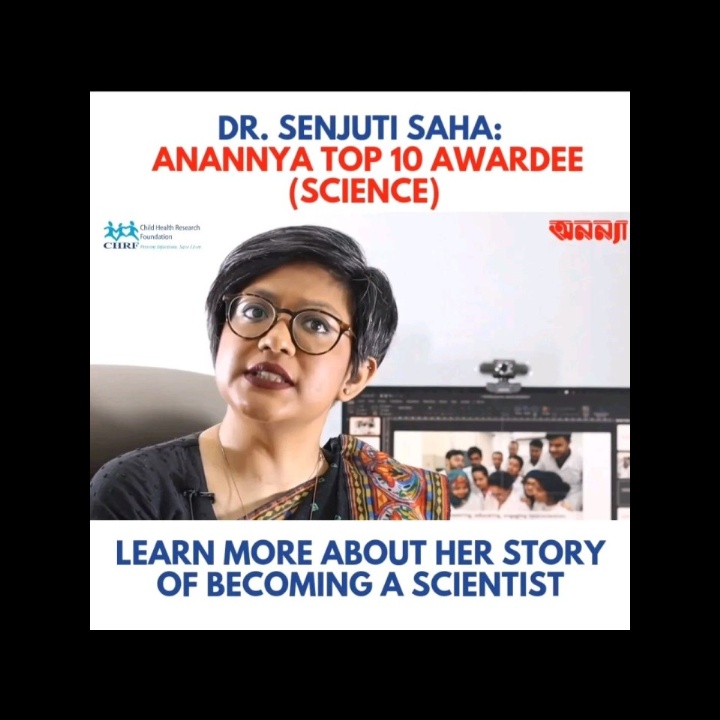 DR. SENJUTI SAHA:
ANANNYA TOP 10 AWARDEE
(SCIENCE)
Child Health Research
Foundation
CHRF
অনন্যা
LEARN MORE ABOUT HER STORY
OF BECOMING A SCIENTIST